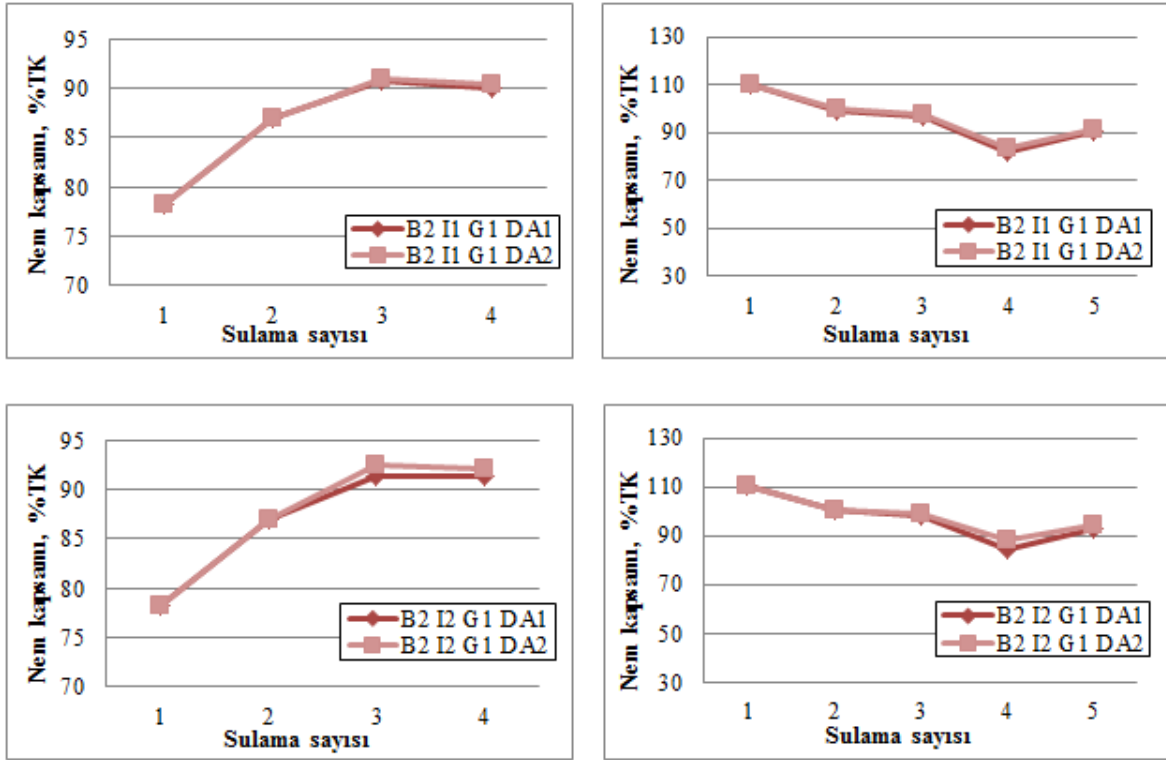 95
90
85
80
75
70
Nem kapsamı, %TK
B2 I1 G1 DA1
B2 I1 G1 DA2
1 2 3 4
Sulama sayısı
130
110
90
70
50
30
Nem kapsamı, %TK
B2 I1 G1 DA1
B2 I1 G1 DA2
1 2 3 4 5
Sulama sayısı
95
90
85
80
75
70
Nem kapsamı, %TK
B2 I2 G1 DA1
B2 I2 G1 DA2
1 2 3 4
Sulama sayısı
130
110
90
70
50
30
Nem kapsamı, %TK
B2 I2 G1 DA1
B2 I2 G1 DA2
1 2 3 4 5
Sulama sayısı